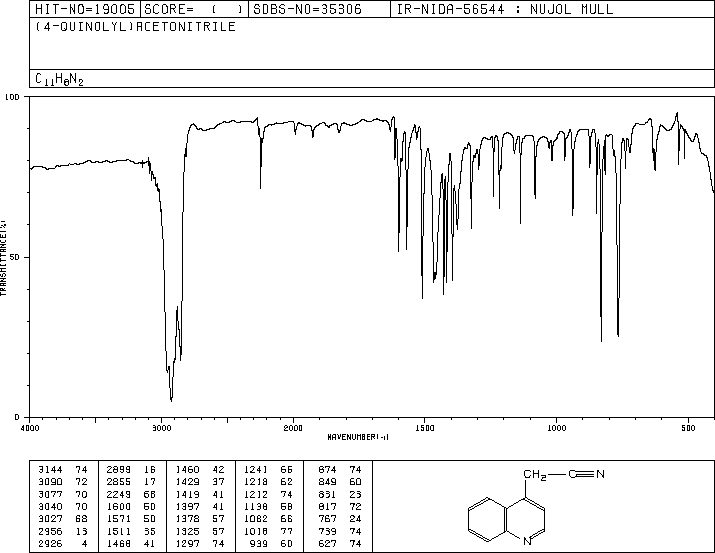 HIT-NO=19005 SCORE= ( ) SDBS-NO=35306 IR-NIDA-56544 : NUJOL MULL
(4-QUINOLYL)ACETONITRILE
C11H8N2
100
50
0
TRANSMITTANCE(%)
4000 3000 2000 1500 1000 500
WAVENUMBER(-1)
3144 74 2899 16 1460 42 1241 66 874 74
3090 72 2855 17 1429 37 1218 62 849 60
3077 70 2249 68 1419 41 1212 74 831 23
3040 70 1600 50 1397 41 1138 58 817 72
3027 68 1571 50 1378 57 1082 66 767 24
2956 13 1511 35 1325 57 1018 77 739 74
2926 4 1468 41 1297 74 939 60 627 74
CH2 C≡N
N